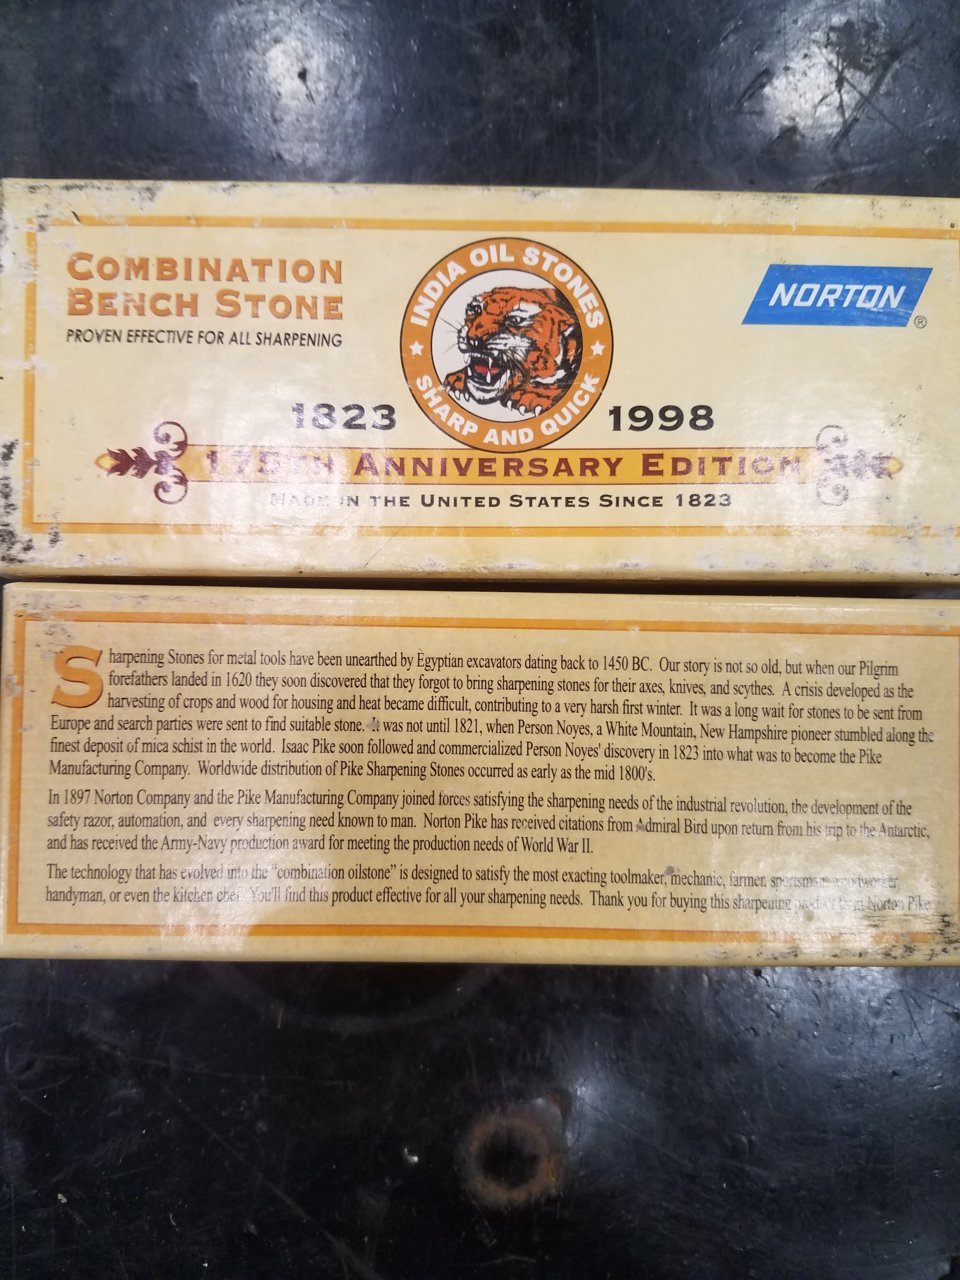 COMBINATION
BENCH STONE
PROVEN EFFECTIVE FOR ALL SHARPENING
INDIA OIL STONES
SHARP AND QUICK
NORTON
®
1823
1998
175TH ANNIVERSARY EDITION
MADE IN THE UNITED STATES SINCE 1823
Sharpening Stones for metal tools have been unearthed by Egyptian excavators dating back to 1450 BC. Our story is not so old, but when our Pilgrim
forefathers landed in 1620 they soon discovered that they forgot to bring sharpening stones for their axes, knives, and scythes. A crisis developed as the
harvesting of crops and wood for housing and heat became difficult, contributing to a very harsh first winter. It was a long wait for stones to be sent from
Europe and search parties were sent to find suitable stone. It was not until 1821, when Person Noyes, a White Mountain, New Hampshire pioneer stumbled along the
finest deposit of mica schist in the world. Isaac Pike soon followed and commercialized Person Noyes' discovery in 1823 into what was to become the Pike
Manufacturing Company. Worldwide distribution of Pike Sharpening Stones occurred as early as the mid 1800's.
In 1897 Norton Company and the Pike Manufacturing Company joined forces satisfying the sharpening needs of the industrial revolution, the development of the
safety razor, automation, and every sharpening need known to man. Norton Pike has received citations from Admiral Bird upon return from his trip to the Antarctic,
and has received the Army-Navy production award for meeting the production needs of World War II.
The technology that has evolved into the "combination oilstone" is designed to satisfy the most exacting toolmaker, mechanic, farmer, sportsman, woodworker,
handyman, or even the kitchen chef. You'll find this product effective for all your sharpening needs. Thank you for buying this sharpening product from Norton Pike.